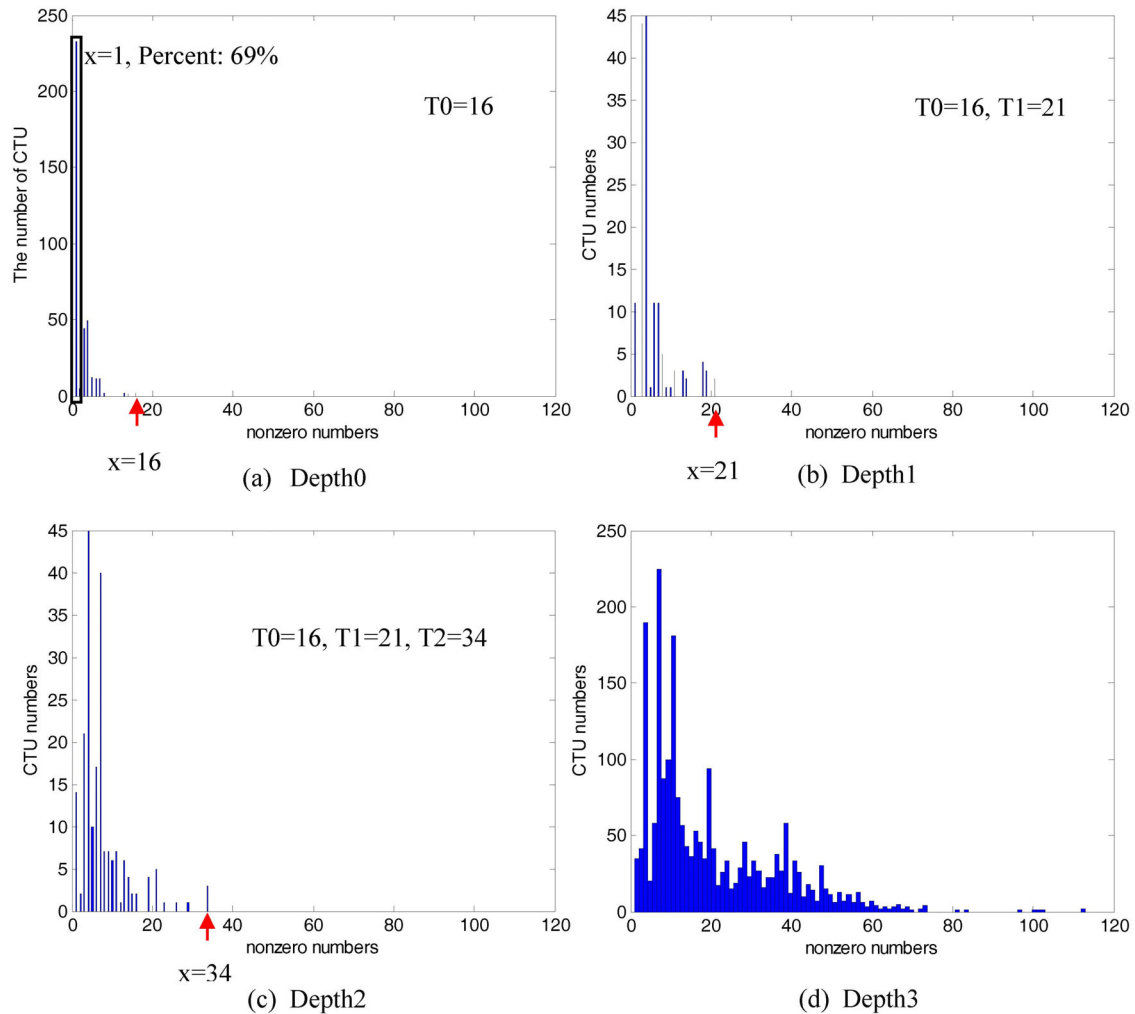 250
200
150
100
50
0
The number of CTU
x=1, Percent: 69%
T0=16
0 20 40 60 80 100 120
nonzero numbers
x=16
(a) Depth0
45
40
35
30
25
20
15
10
5
0
CTU numbers
T0=16, T1=21
0 20 40 60 80 100 120
nonzero numbers
x=21
(b) Depth1
45
40
35
30
25
20
15
10
5
0
CTU numbers
T0=16, T1=21, T2=34
0 20 40 60 80 100 120
nonzero numbers
x=34
(c) Depth2
250
200
150
100
50
0
CTU numbers
0 20 40 60 80 100 120
nonzero numbers
(d) Depth3